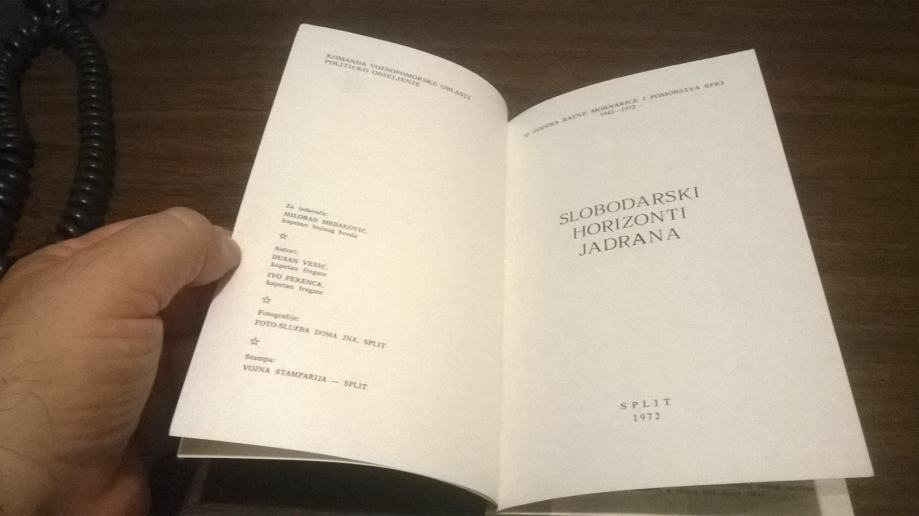 KOMANDA VOJNOPOMORSKE OBLASTI
POLITIČKO ODJELJENJE
Za izdavača:
MILORAD MEDAKOVIĆ,
kapetan bojnog broda
Autori:
DUŠAN VESIĆ,
kapetan fregate
IVO FERENCA,
kapetan fregate
Fotografije:
FOTO-SLUŽBA DOMA JNA, SPLIT
Štampa:
VOJNA ŠTAMPARIJA — SPLIT
30 GODINA RATNE MORNARICE I POMORSTVA SFRJ
1942—1972
SLOBODARSKI
HORIZONTI
JADRANA
SPLIT
1972